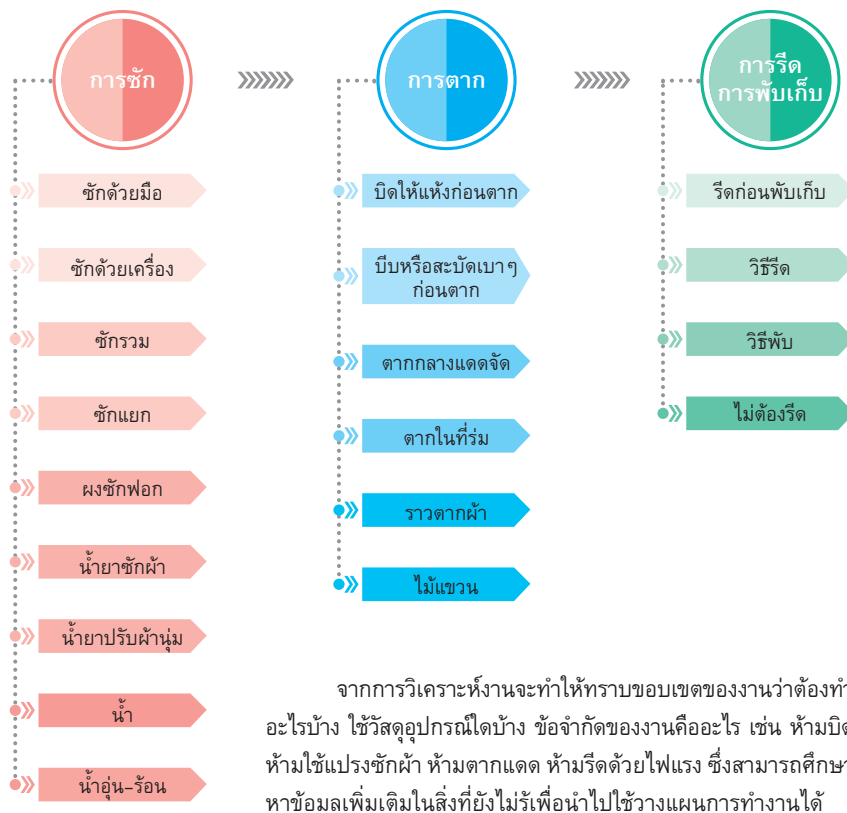 การซัก
ซักด้วยมือ
ซักด้วยเครื่อง
ซักรวม
ซักแยก
ผงซักฟอก
น้ำยาซักผ้า
น้ำยาปรับผ้านุ่ม
น้ำ
น้ำอุ่น-ร้อน
การตาก
บิดให้แห้งก่อนตาก
บีบหรือสะบัดเบาๆ
ก่อนตาก
ตากกลางแดดจัด
ตากในที่ร่ม
ราวตากผ้า
ไม้แขวน
การรีด
การพับเก็บ
รีดก่อนพับเก็บ
วิธีรีด
วิธีพับ
ไม่ต้องรีด
จากการวิเคราะห์งานจะทำให้ทราบขอบเขตของงานว่าต้องทำ
อะไรบ้าง ใช้วัสดุอุปกรณ์ใดบ้าง ข้อจำกัดของงานคืออะไร เช่น ห้ามบิด
ห้ามใช้แปรงซักผ้า ห้ามตากแดด ห้ามรีดด้วยไฟแรง ซึ่งสามารถศึกษา
หาข้อมูลเพิ่มเติมในสิ่งที่ยังไม่รู้เพื่อนำไปใช้วางแผนการทำงานได้